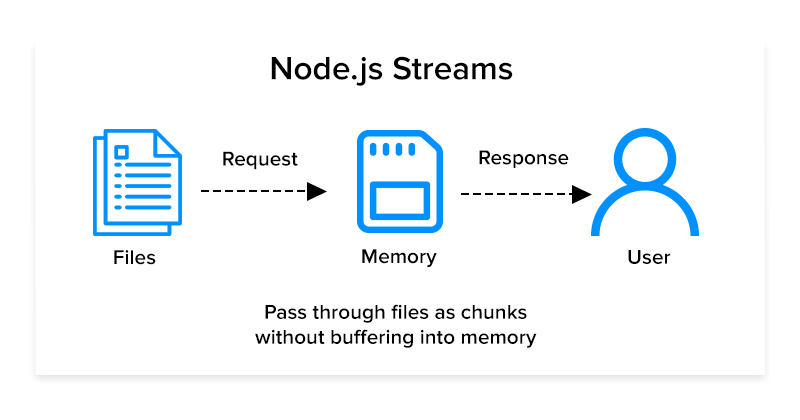 Node.js Streams
Request
Response
Files
Memory
User
Pass through files as chunks
without buffering into memory